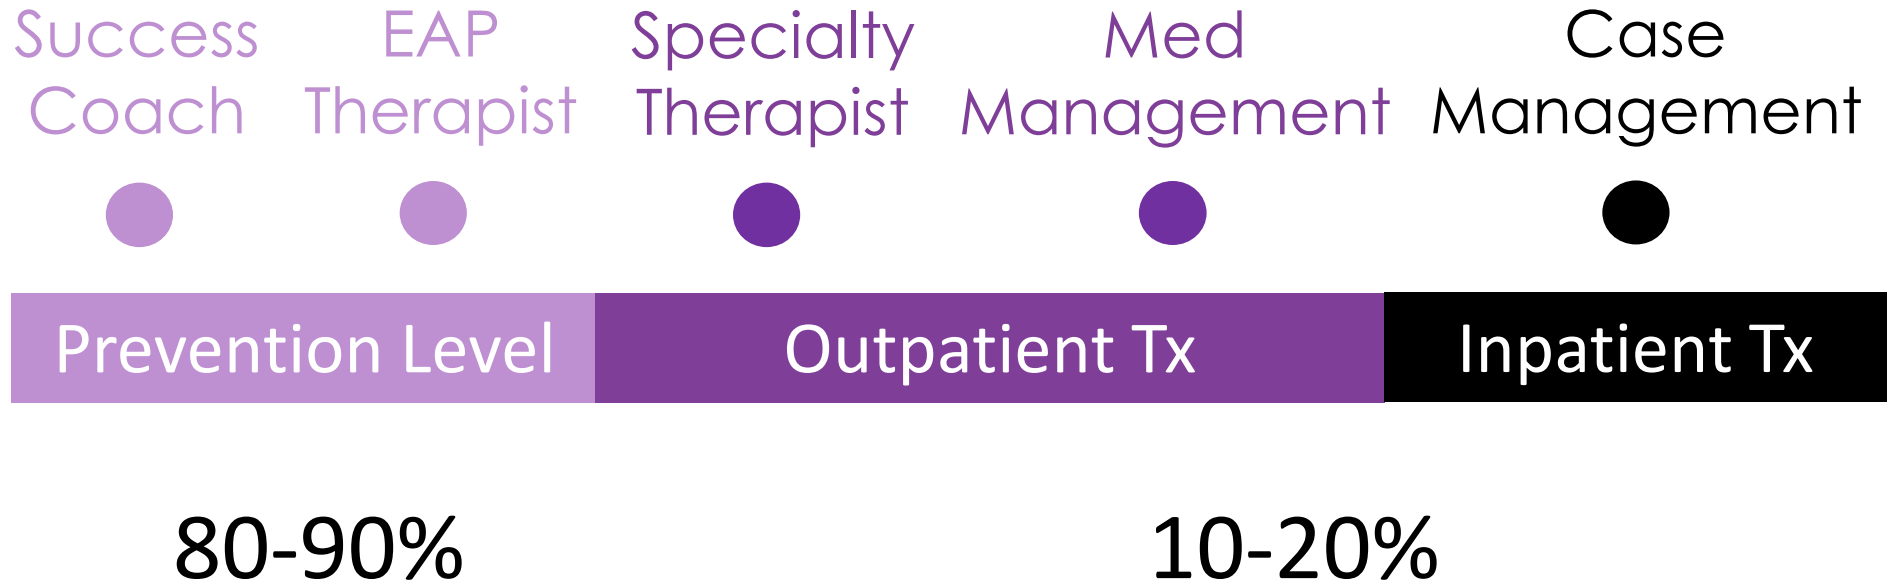 Success
Coach
EAP
Therapist
Specialty
Therapist
Med
Management
Case
Management
Prevention Level
Outpatient Tx
Inpatient Tx
80-90%
10-20%